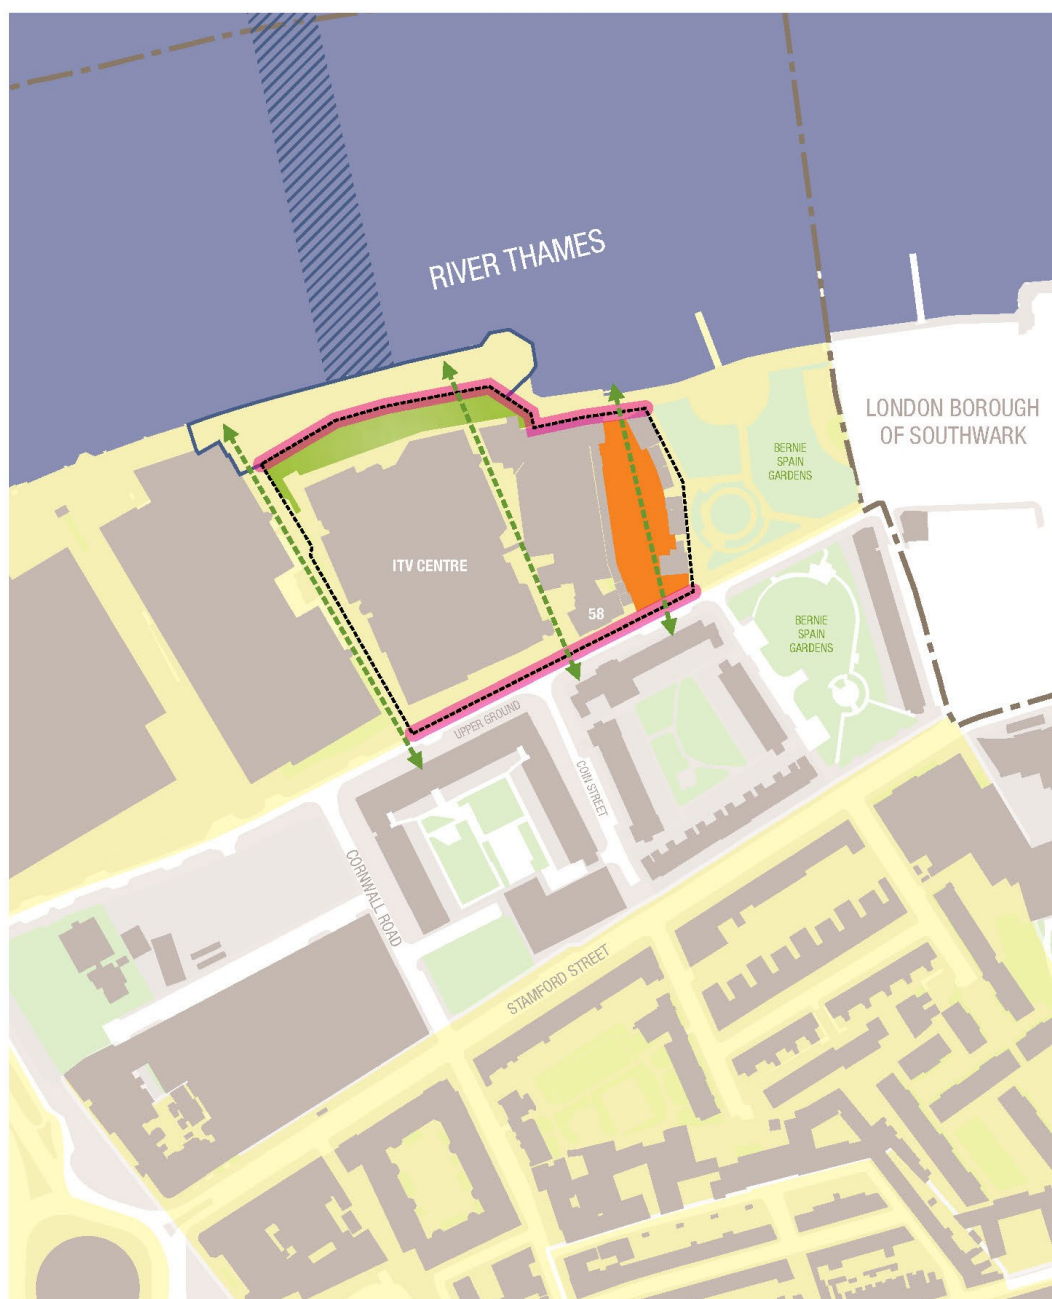 RIVER THAMES
LONDON BOROUGH
OF SOUTHWARK
BERNIE
SPAIN
GARDENS
ITV CENTRE
58
BERNIE
SPAIN
GARDENS
UPPER GROUND
COIN STREET
CORNWALL ROAD
STAMFORD STREET